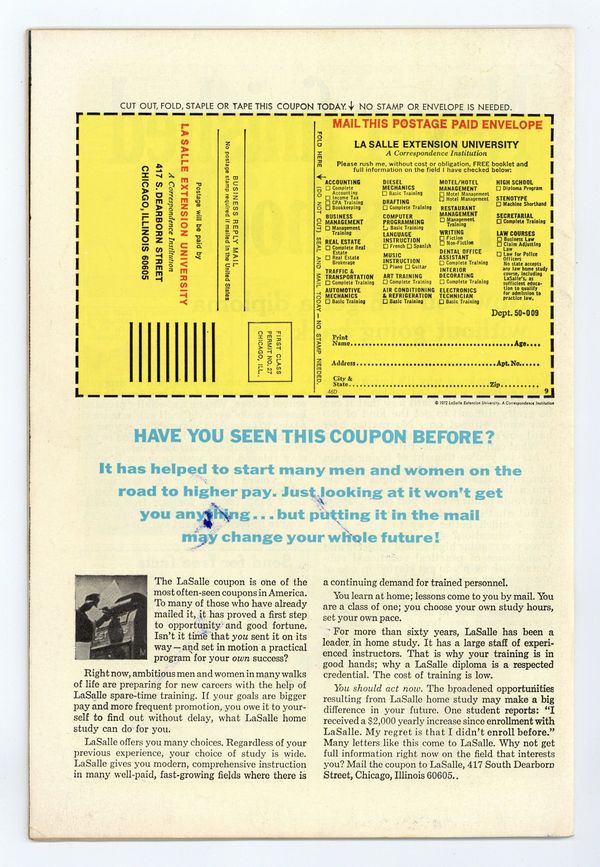 CUT OUT, FOLD, STAPLE OR TAPE THIS COUPON TODAY. NO STAMP OR ENVELOPE IS NEEDED.
BUSINESS REPLY MAIL
No postage stamp required if mailed in the United States
Postage will be paid by
LA SALLE EXTENSION UNIVERSITY
A Correspondence Institution
417 S. DEARBORN STREET
CHICAGO, ILLINOIS 60605
FIRST CLASS
PERMIT NO. 27
CHICAGO, ILL.
FOLD HERE (DO NOT CUT) SEAL AND MAIL TODAY—NO STAMP NEEDED.
MAIL THIS POSTAGE PAID ENVELOPE
LA SALLE EXTENSION UNIVERSITY
A Correspondence Institution
Please rush me, without cost or obligation, FREE booklet and
full information on the field I have checked below:
ACCOUNTING
Complete
Accounting
Income Tax
CPA Training
Bookkeeping
BUSINESS
MANAGEMENT
Management
Training
REAL ESTATE
Complete Real
Estate
Real Estate
Brokerage
TRAFFIC &
TRANSPORTATION
Complete Training
AUTOMOTIVE
MECHANICS
Basic Training
DIESEL
MECHANICS
Basic Training
DRAFTING
Complete Training
COMPUTER
PROGRAMMING
Basic Training
LANGUAGE
INSTRUCTION
French Spanish
MUSIC
INSTRUCTION
Piano Guitar
ART TRAINING
Complete Training
AIR CONDITIONING
& REFRIGERATION
Basic Training
MOTEL/HOTEL
MANAGEMENT
Motel Management
Hotel Management
RESTAURANT
MANAGEMENT
Management
Training
WRITING
Fiction
Non-Fiction
DENTAL OFFICE
ASSISTANT
Complete Training
INTERIOR
DECORATING
Complete Training
ELECTRONICS
TECHNICIAN
Basic Training
HIGH SCHOOL
Diploma Program
STENOTYPE
Machine Shorthand
SECRETARIAL
Complete Training
LAW COURSES
Business Law
Claim Adjusting
Law
Law for Police
Officers
No state accepts
any law home study
course, including
LaSalle's, as
sufficient educa-
tion to qualify
for admission to
practice law.
Dept. 50-009
Print
Name Age
Address Apt. No.
City &
State Zip
460 9
© 1972 LaSalle Extension University, A Correspondence Institution
HAVE YOU SEEN THIS COUPON BEFORE?
It has helped to start many men and women on the
road to higher pay. Just looking at it won't get
you anything...but putting it in the mail
may change your whole future!
The LaSalle coupon is one of the
most often-seen coupons in America.
To many of those who have already
mailed it, it has proved a first step
to opportunity and good fortune.
Isn't it time that you sent it on its
way—and set in motion a practical
program for your own success?
Right now, ambitious men and women in many walks
of life are preparing for new careers with the help of
LaSalle spare-time training. If your goals are bigger
pay and more frequent promotion, you owe it to your-
self to find out without delay, what LaSalle home
study can do for you.
LaSalle offers you many choices. Regardless of your
previous experience, your choice of study is wide.
LaSalle gives you modern, comprehensive instruction
in many well-paid, fast-growing fields where there is
a continuing demand for trained personnel.
You learn at home; lessons come to you by mail. You
are a class of one; you choose your own study hours,
set your own pace.
For more than sixty years, LaSalle has been a
leader in home study. It has a large staff of experi-
enced instructors. That is why your training is in
good hands; why a LaSalle diploma is a respected
credential. The cost of training is low.
You should act now. The broadened opportunities
resulting from LaSalle home study may make a big
difference in your future. One student reports: "I
received a $2,000 yearly increase since enrollment with
LaSalle. My regret is that I didn't enroll before."
Many letters like this come to LaSalle. Why not get
full information right now on the field that interests
you? Mail the coupon to LaSalle, 417 South Dearborn
Street, Chicago, Illinois 60605..